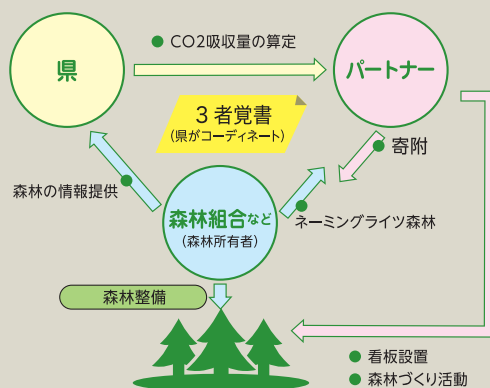 CO2吸収量の算定
県
パートナー
3者覚書
(県がコーディネート)
寄附
森林の情報提供
森林組合など
(森林所有者)
ネーミングライツ森林
森林整備
看板設置
森林づくり活動